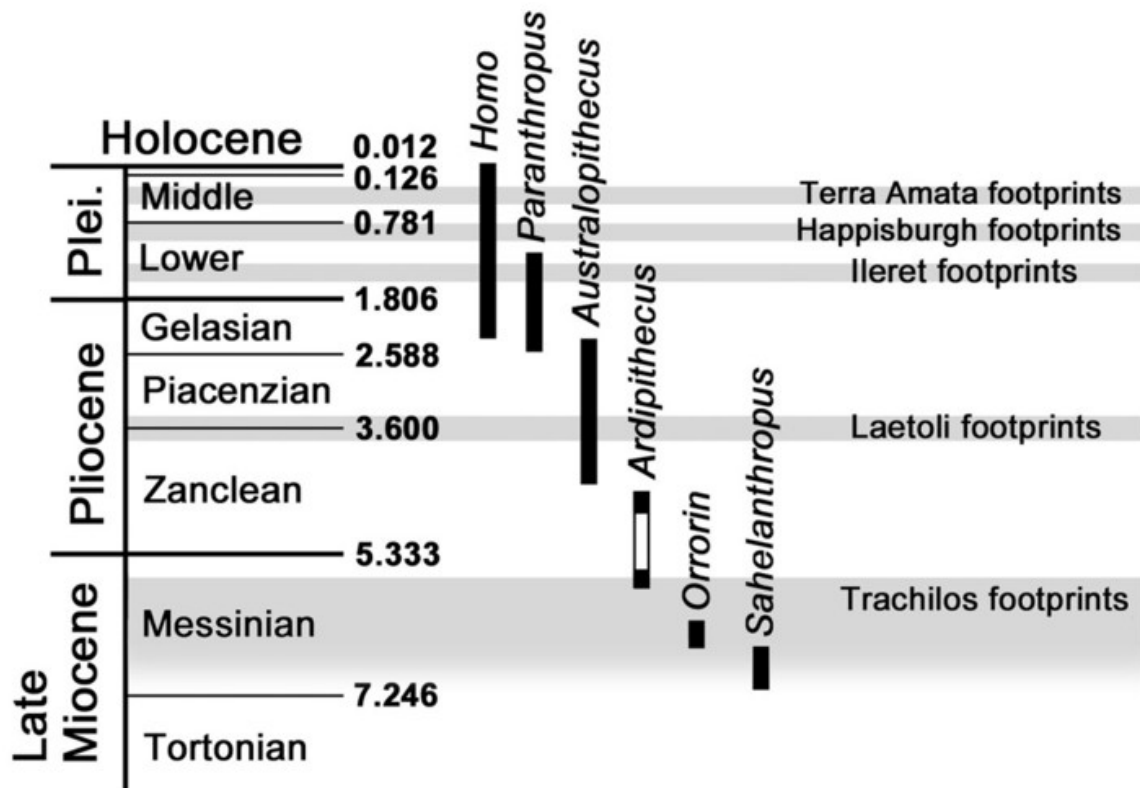 Homo
Paranthropus
Australopithecus
Ardipithecus
Orrorin
Sahelanthropus
Holocene
0.012
Plei.
0.126
Middle
Terra Amata footprints
0.781
Happisburgh footprints
Lower
Ileret footprints
1.806
Pliocene
Gelasian
2.588
Piacenzian
3.600
Laetoli footprints
Zanclean
5.333
Late
Miocene
Messinian
Trachilos footprints
7.246
Tortonian